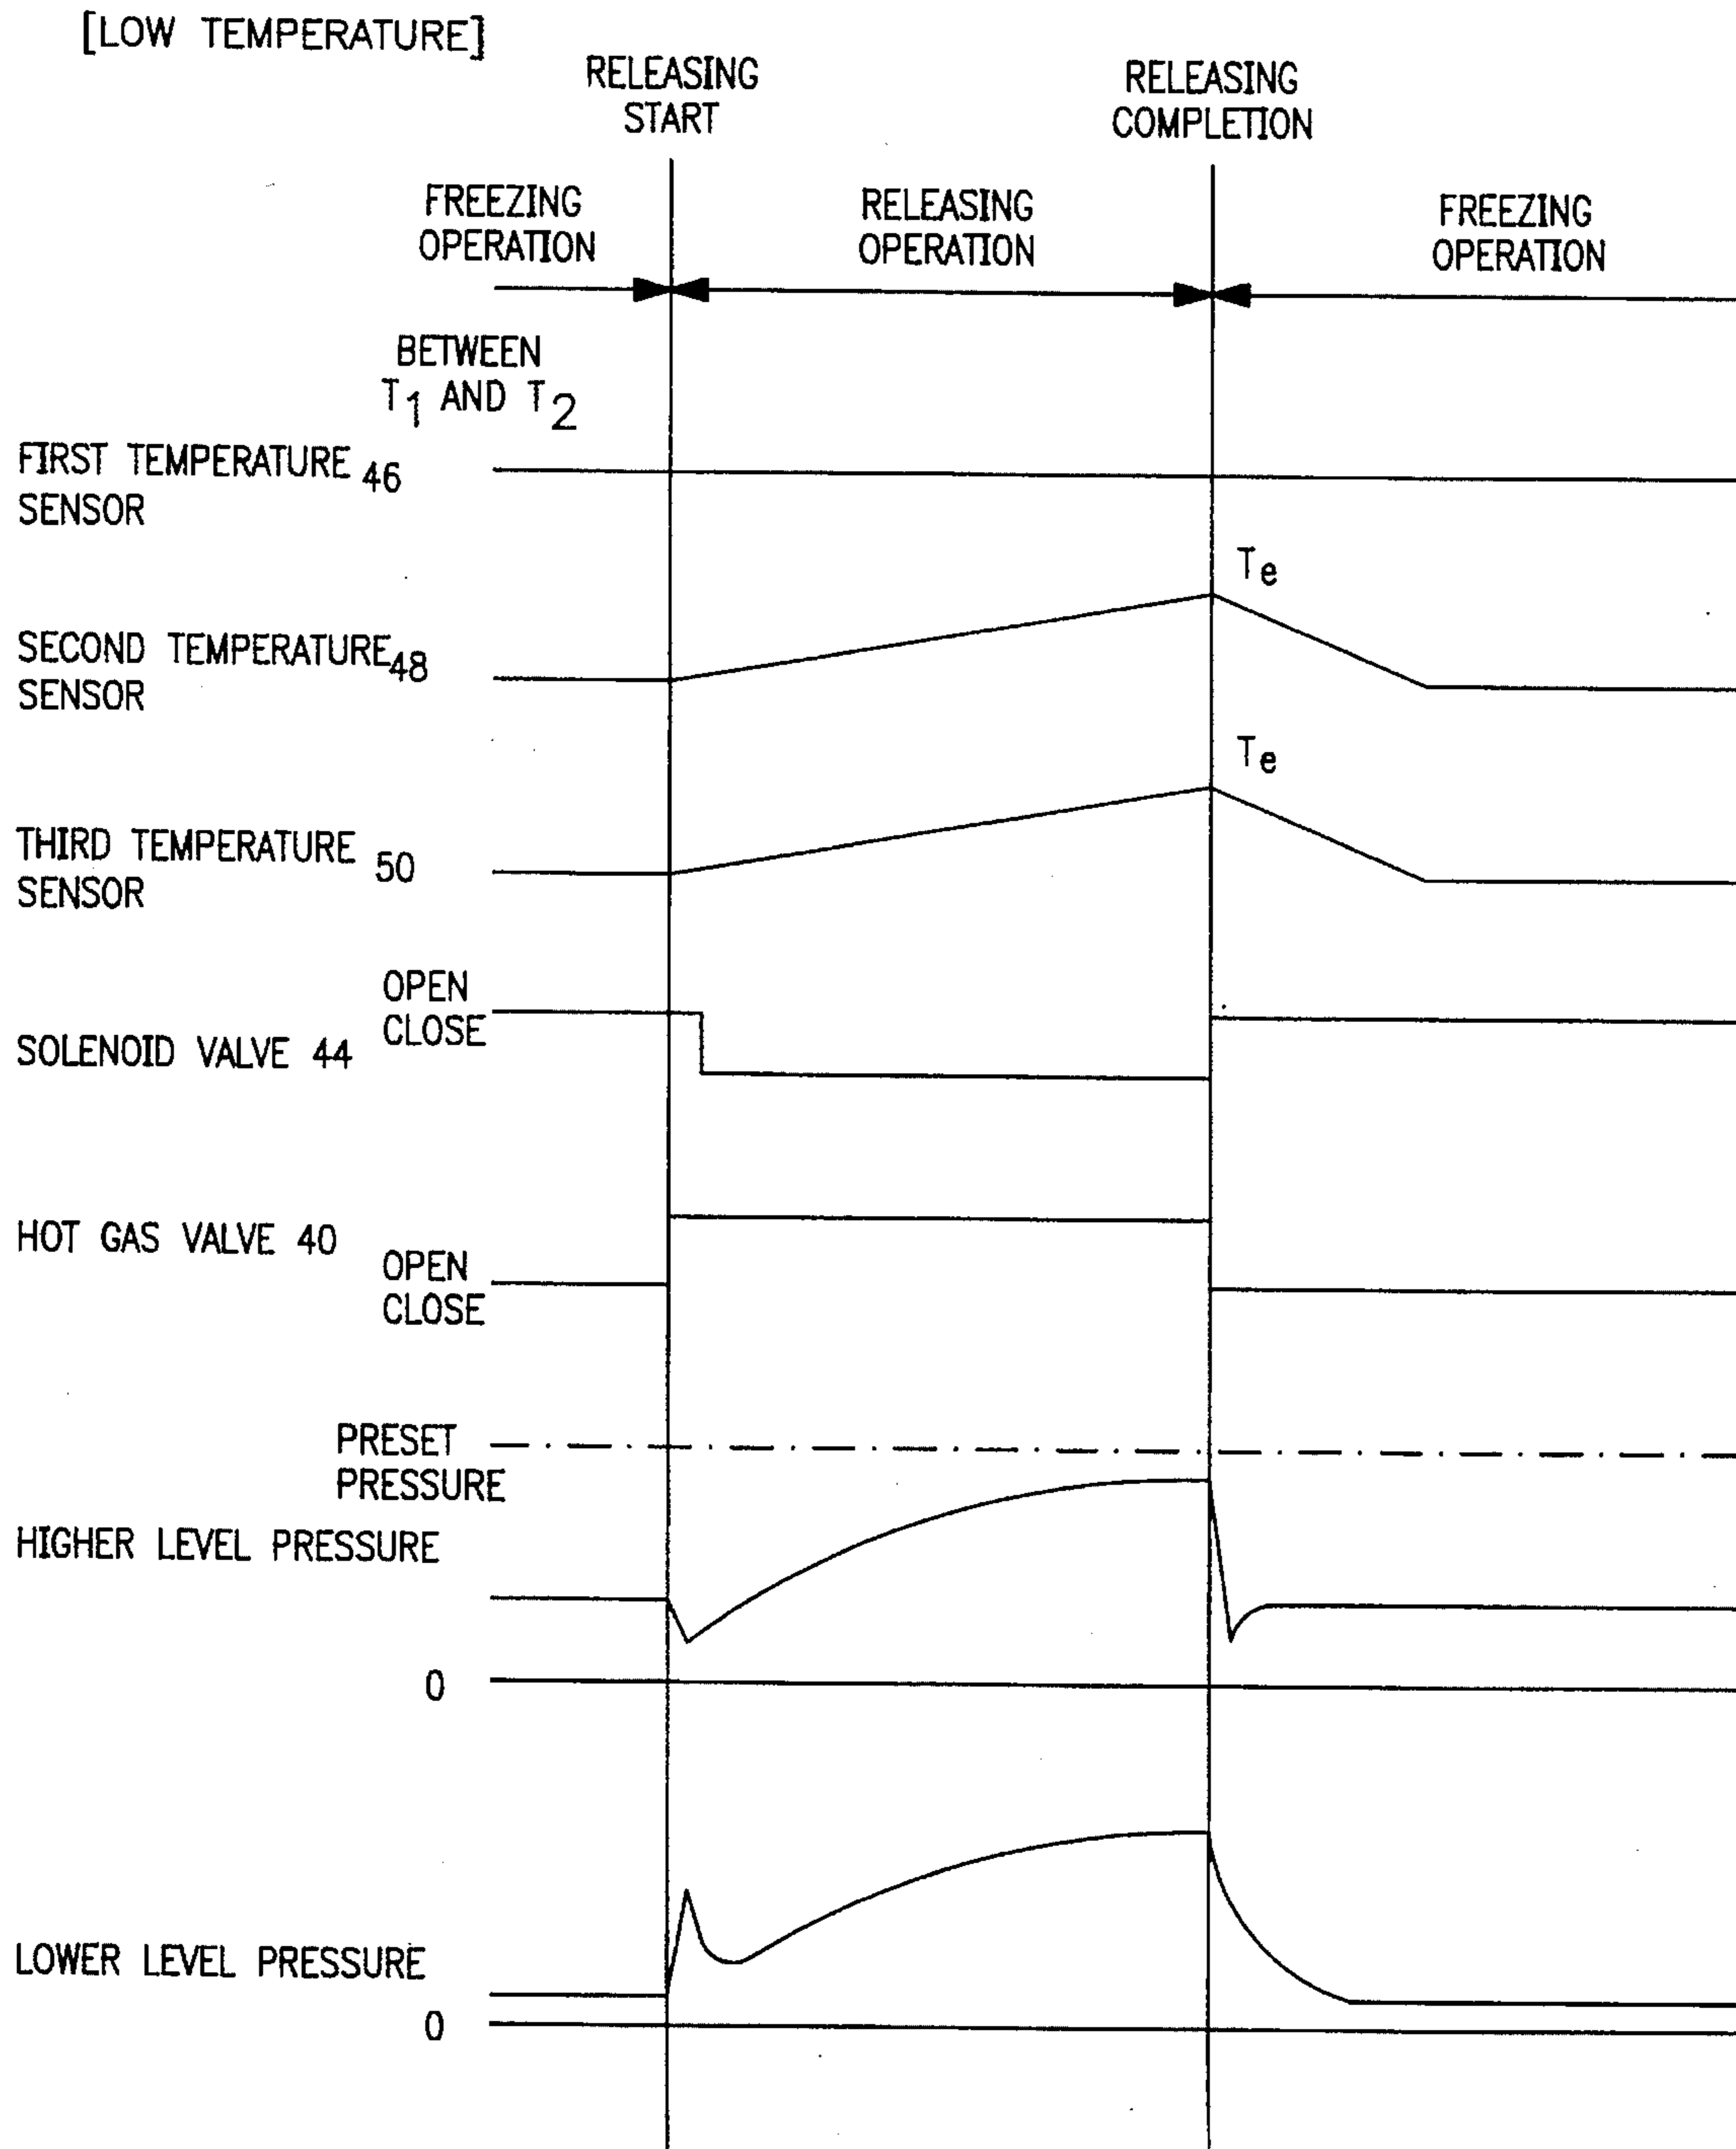 [LOW TEMPERATURE]
RELEASING
START
RELEASING
COMPLETION
FREEZING
OPERATION
RELEASING
OPERATION
FREEZING
OPERATION
BETWEEN
T1 AND T2
FIRST TEMPERATURE 46
SENSOR
Te
SECOND TEMPERATURE 48
SENSOR
Te
THIRD TEMPERATURE 50
SENSOR
OPEN
CLOSE
SOLENOID VALVE 44
HOT GAS VALVE 40
OPEN
CLOSE
PRESET
PRESSURE
HIGHER LEVEL PRESSURE
0
LOWER LEVEL PRESSURE
0